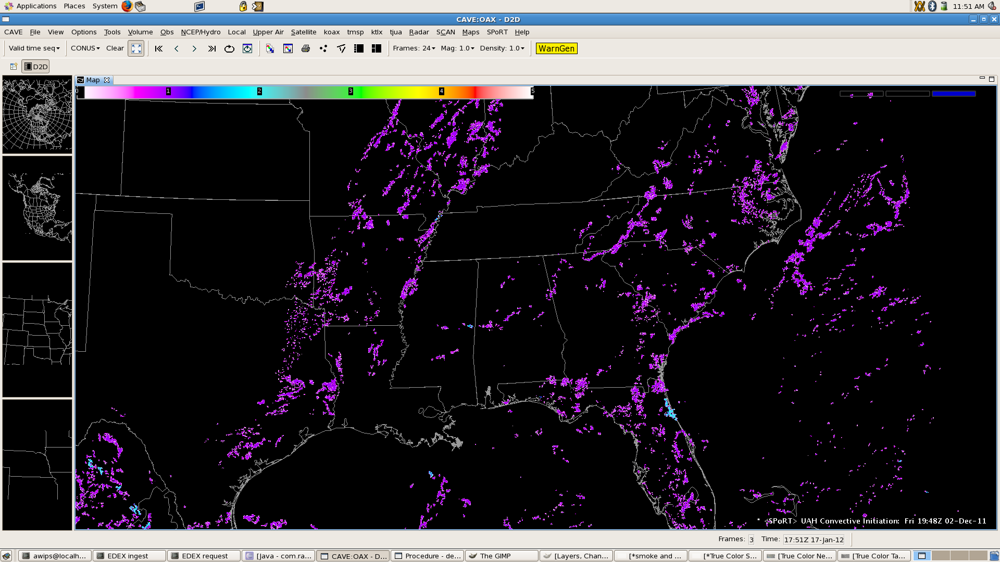 Applications Places System 11:51 AM
CAVE:OAX - D2D
CAVE File View Options Tools Volume Obs NCEP/Hydro Local Upper Air Satellite koax tmsp ktlx tjua Radar SCAN Maps SPoRT Help
Valid time seq CONUS Clear Frames: 24 Mag: 1.0 Density: 1.0 WarnGen
D2D
Map
0 1 2 3 4 5
* <SPoRT> UAH Convective Initiation: Fri 19:48Z 02-Dec-11
Frames: 3 Time: 17:51Z 17-Jan-12
awips@localh... EDEX ingest EDEX request [Java - com.ra... CAVE:OAX - D... Procedure - de... The GIMP [Layers, Chan... [*smoke and ... [*True Color S... [True Color Ne... [True Color Ta...